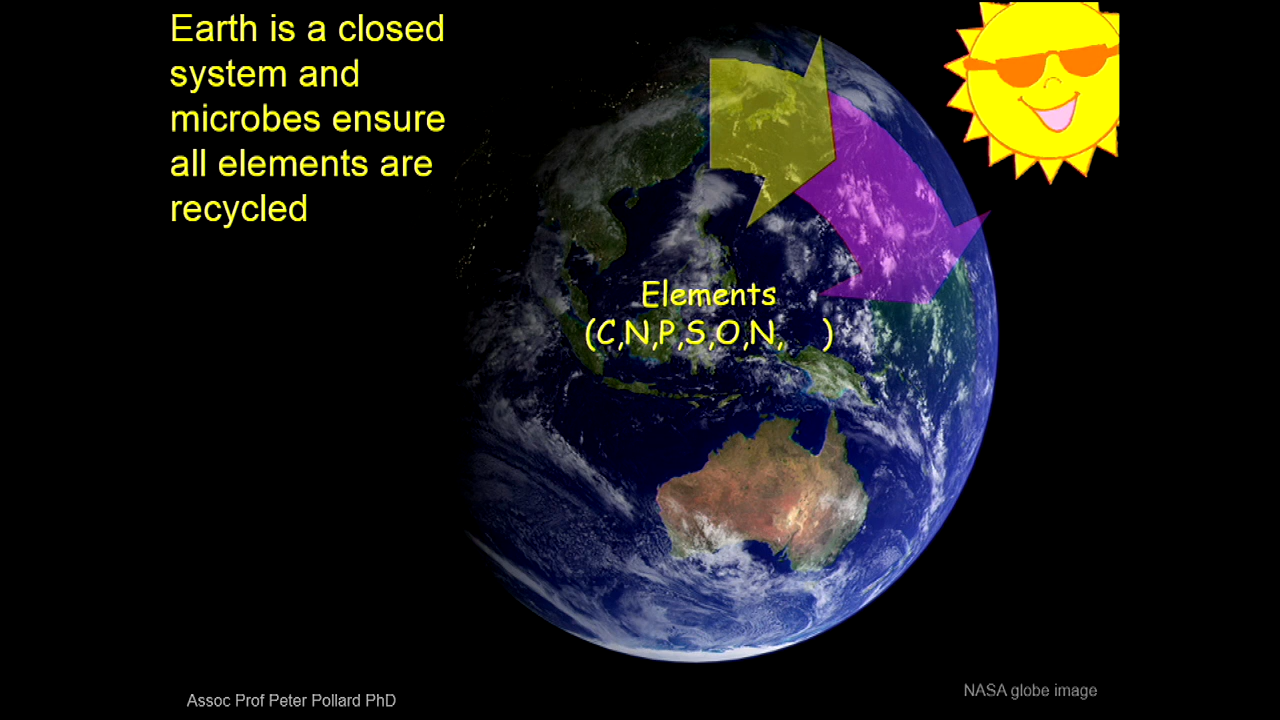 Earth is a closed
system and
microbes ensure
all elements are
recycled
Elements
(C,N,P,S,O,N, )
Assoc Prof Peter Pollard PhD
NASA globe image